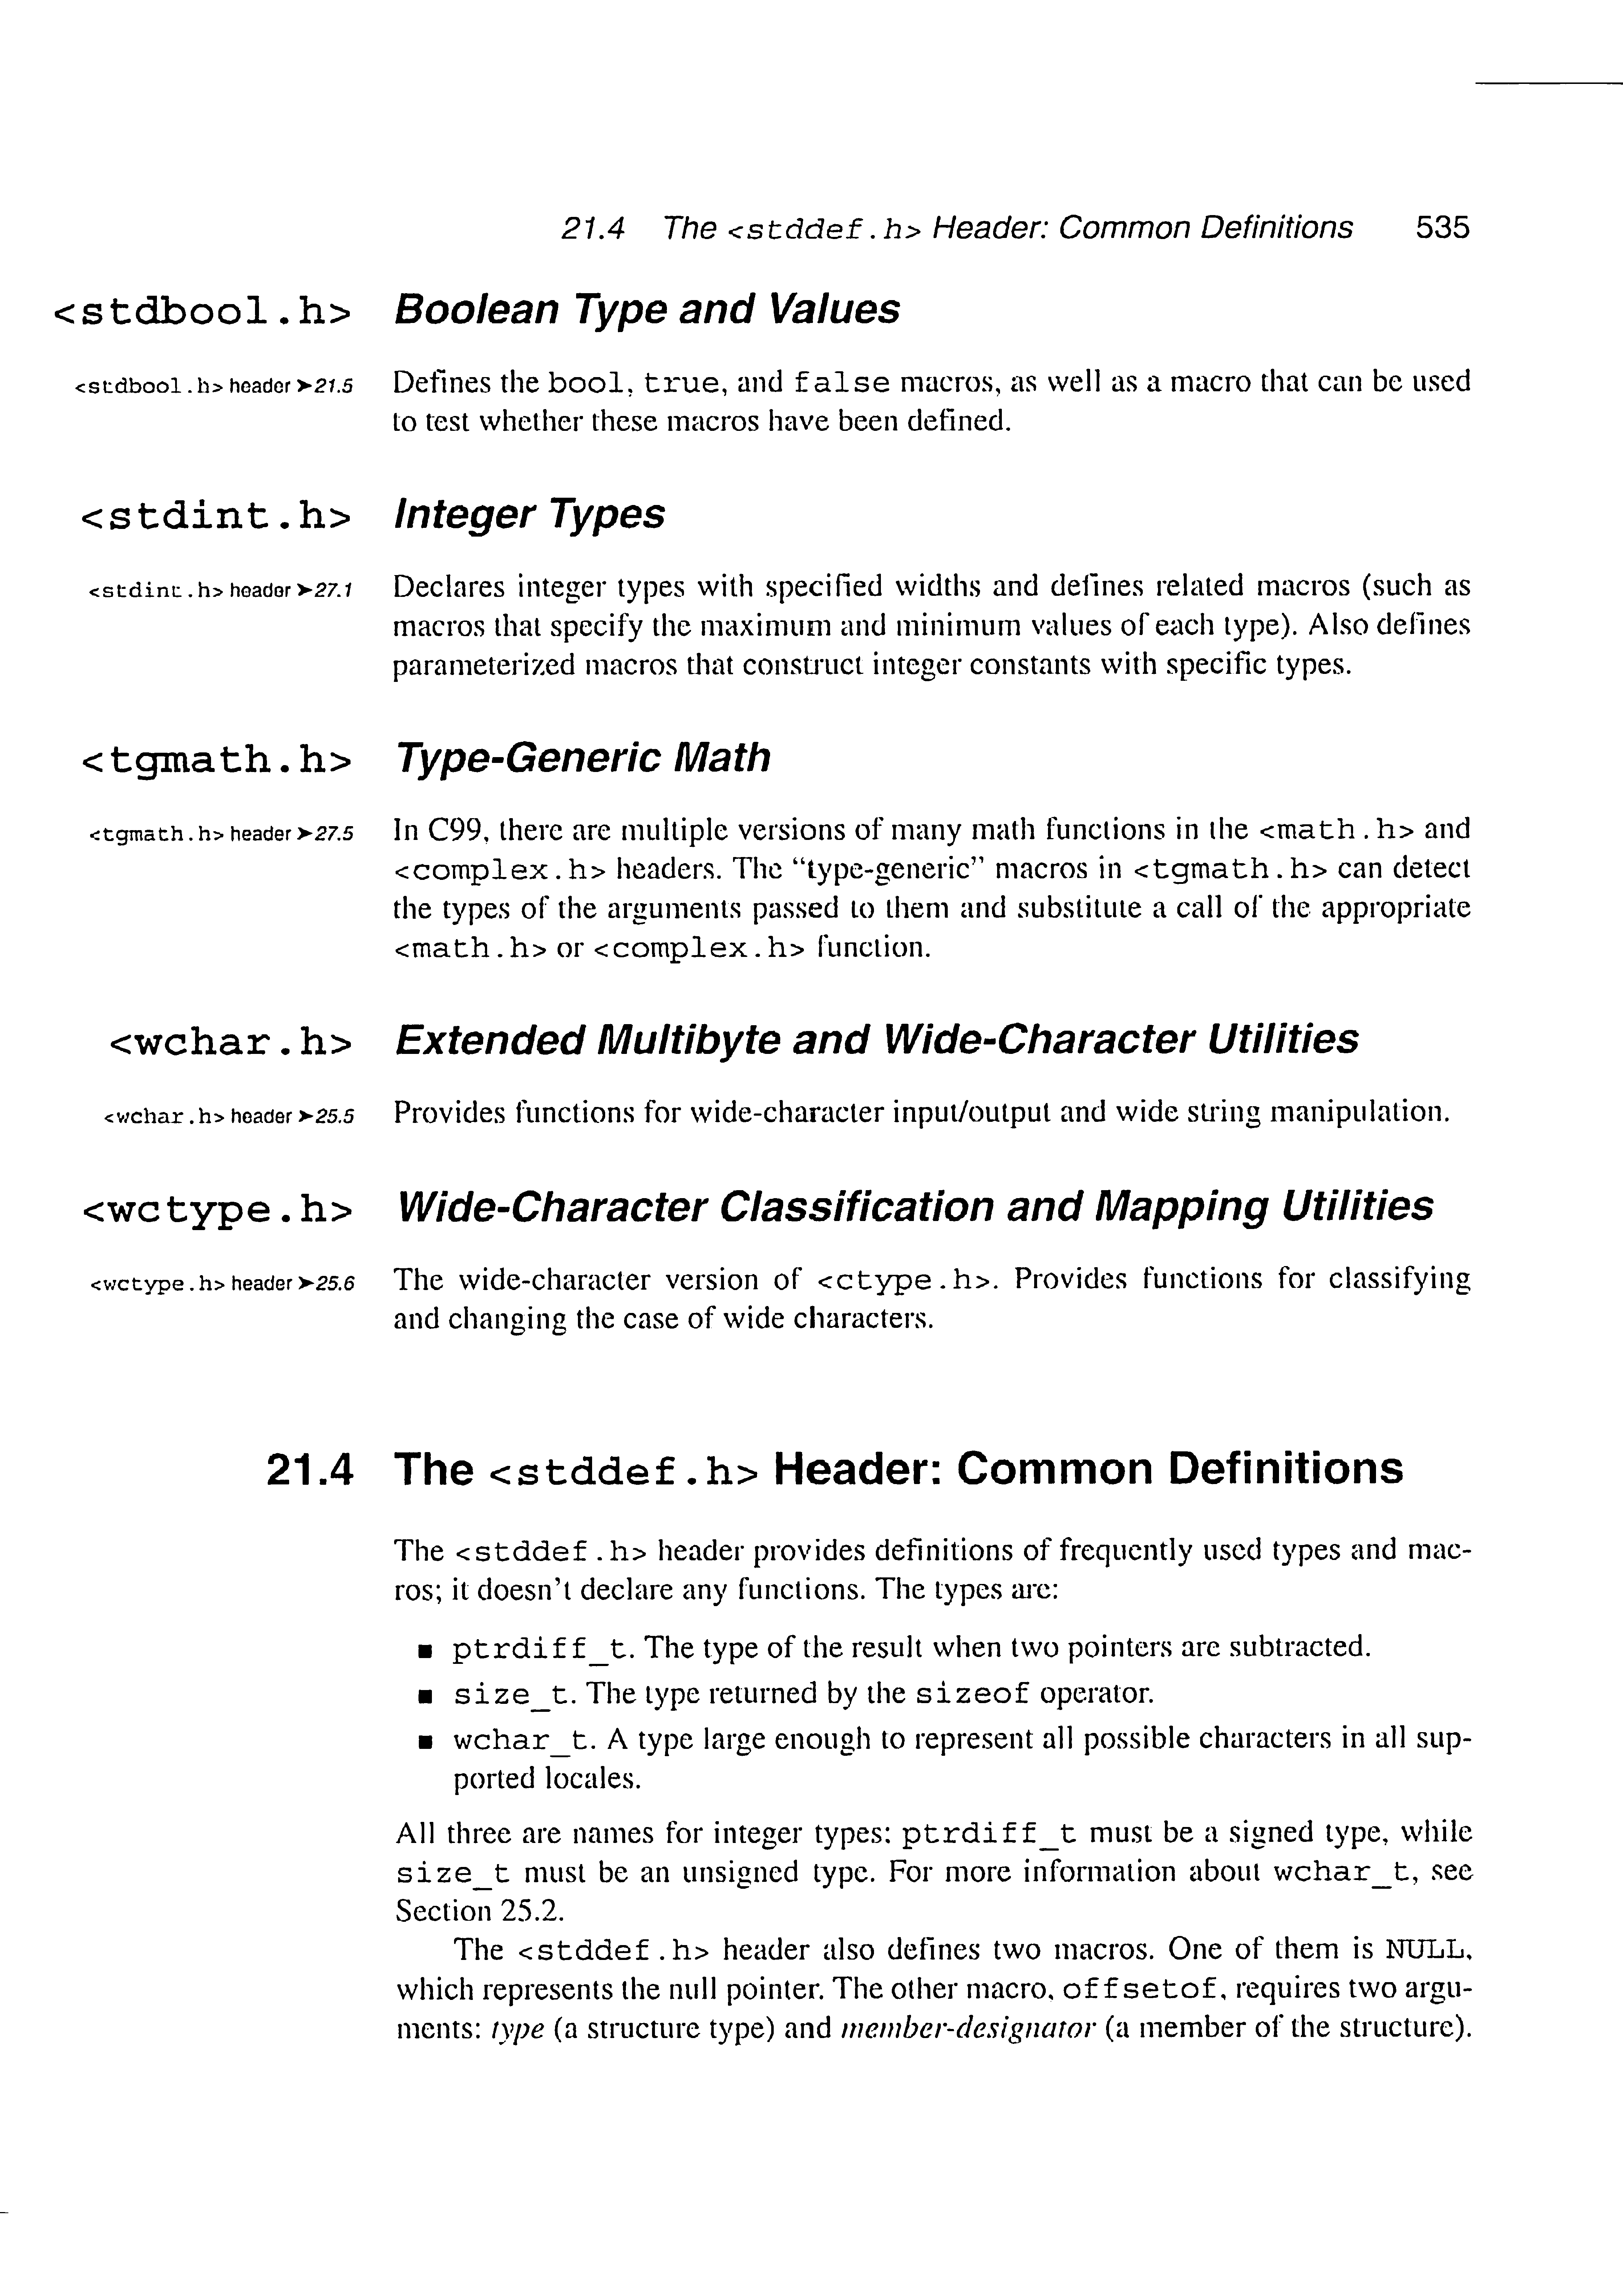 21.4 The <stddef.h> Header: Common Definitions 535
<stdbool.h> Boolean Type and Values
<stdbool.h> header ➤21.5 Defines the bool, true, and false macros, as well as a macro that can be used
to test whether these macros have been defined.
<stdint.h> Integer Types
<stdint.h> header ➤27.1 Declares integer types with specified widths and defines related macros (such as
macros that specify the maximum and minimum values of each type). Also defines
parameterized macros that construct integer constants with specific types.
<tgmath.h> Type-Generic Math
<tgmath.h> header ➤27.5 In C99, there are multiple versions of many math functions in the <math.h> and
<complex.h> headers. The “type-generic” macros in <tgmath.h> can detect
the types of the arguments passed to them and substitute a call of the appropriate
<math.h> or <complex.h> function.
<wchar.h> Extended Multibyte and Wide-Character Utilities
<wchar.h> header ➤25.5 Provides functions for wide-character input/output and wide string manipulation.
<wctype.h> Wide-Character Classification and Mapping Utilities
<wctype.h> header ➤25.6 The wide-character version of <ctype.h>. Provides functions for classifying
and changing the case of wide characters.
21.4 The <stddef.h> Header: Common Definitions
The <stddef.h> header provides definitions of frequently used types and mac-
ros; it doesn’t declare any functions. The types are:
■ ptrdiff_t. The type of the result when two pointers are subtracted.
■ size_t. The type returned by the sizeof operator.
■ wchar_t. A type large enough to represent all possible characters in all sup-
ported locales.
All three are names for integer types: ptrdiff_t must be a signed type, while
size_t must be an unsigned type. For more information about wchar_t, see
Section 25.2.
The <stddef.h> header also defines two macros. One of them is NULL,
which represents the null pointer. The other macro, offsetof, requires two argu-
ments: type (a structure type) and member-designator (a member of the structure).